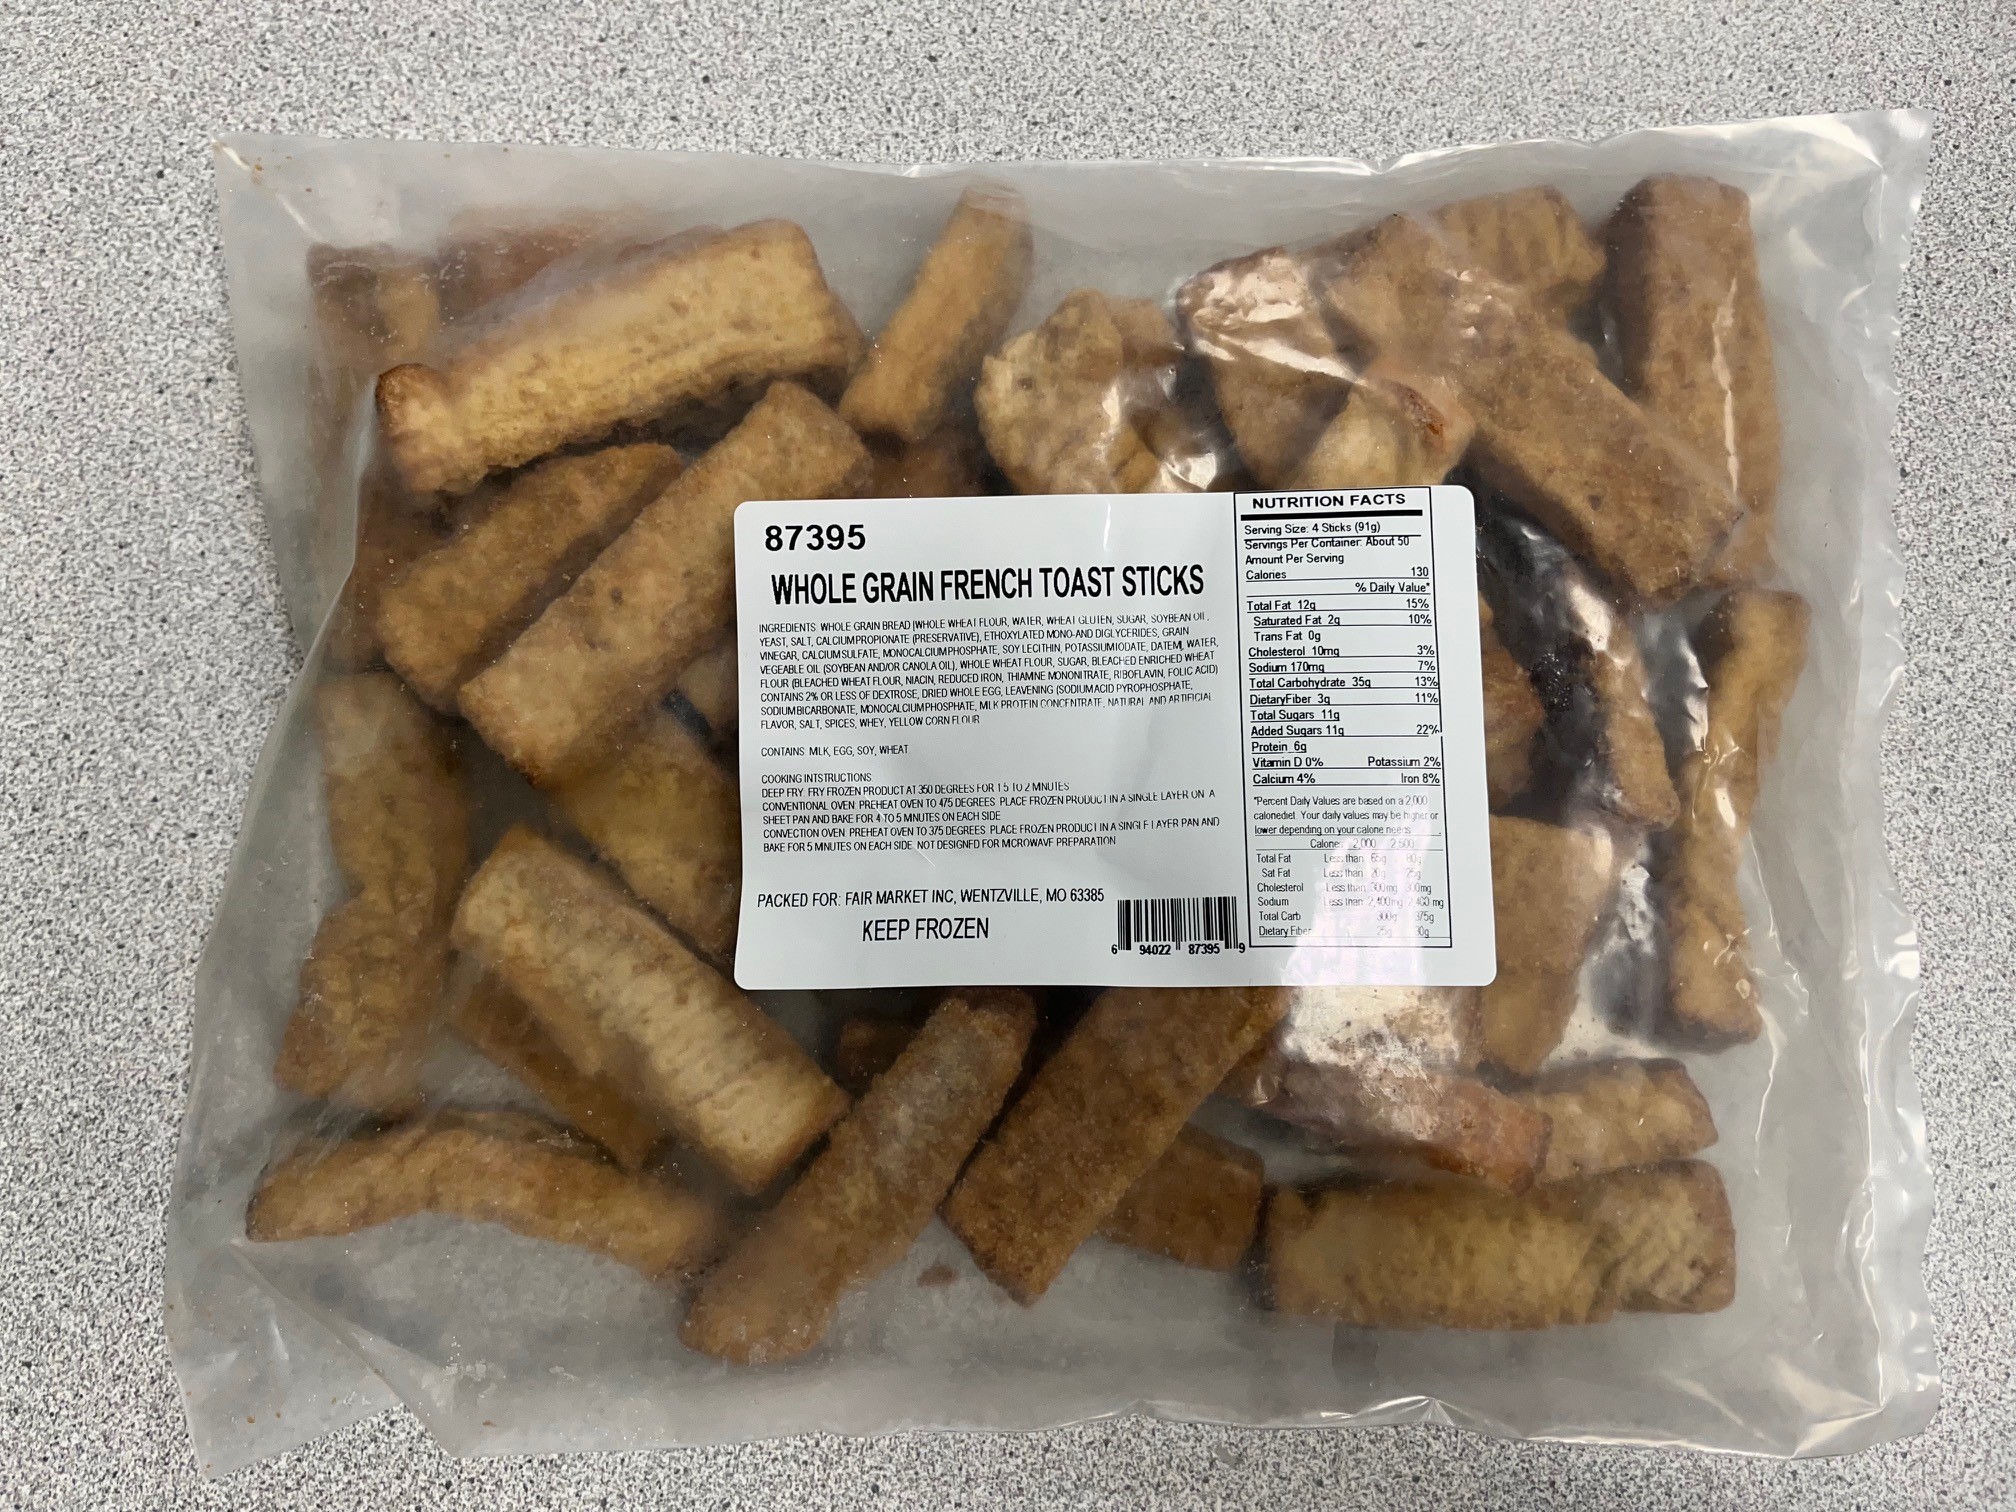 87395
WHOLE GRAIN FRENCH TOAST STICKS
INGREDIENTS: WHOLE GRAIN BREAD [WHOLE WHEAT FLOUR, WATER, WHEAT GLUTEN, SUGAR, SOYBEAN OIL,
YEAST, SALT, CALCIUM PROPIONATE (PRESERVATIVE), ETHOXYLATED MONO-AND DIGLYCERIDES, GRAIN
VINEGAR, CALCIUM SULFATE, MONOCALCIUM PHOSPHATE, SOY LECITHIN, POTASSIUM IODATE, DATEM], WATER,
VEGEABLE OIL (SOYBEAN AND/OR CANOLA OIL), WHOLE WHEAT FLOUR, SUGAR, BLEACHED ENRICHED WHEAT
FLOUR (BLEACHED WHEAT FLOUR, NIACIN, REDUCED IRON, THIAMNE MONONITRATE, RIBOFLAVIN, FOLIC ACID)
CONTAINS 2% OR LESS OF DEXTROSE, DRIED WHOLE EGG, LEAVENING (SODIUM ACID PYROPHOSPHATE,
SODIUM BICARBONATE, MONOCALCIUM PHOSPHATE, MILK PROTEIN CONCENTRATE, NATURAL AND ARTIFICIAL
FLAVOR, SALT, SPICES, WHEY, YELLOW CORN FLOUR
CONTAINS: MILK, EGG, SOY, WHEAT
COOKING INTSTRUCTIONS
DEEP FRY: FRY FROZEN PRODUCT AT 350 DEGREES FOR 1.5 TO 2 MINUTES
CONVENTIONAL OVEN: PREHEAT OVEN TO 475 DEGREES. PLACE FROZEN PRODUCT IN A SINGLE LAYER ON A
SHEET PAN AND BAKE FOR 4 TO 5 MINUTES ON EACH SIDE
CONVECTION OVEN: PREHEAT OVEN TO 375 DEGREES. PLACE FROZEN PRODUCT IN A SINGLE LAYER PAN AND
BAKE FOR 5 MINUTES ON EACH SIDE. NOT DESIGNED FOR MICROWAVE PREPARATION
PACKED FOR: FAIR MARKET INC, WENTZVILLE, MO 63385
KEEP FROZEN
6 94022 87395 9
NUTRITION FACTS
Serving Size: 4 Sticks (91g)
Servings Per Container: About 50
Amount Per Serving
Calories 130
% Daily Value*
Total Fat 12g 15%
Saturated Fat 2g 10%
Trans Fat 0g
Cholesterol 10mg 3%
Sodium 170mg 7%
Total Carbohydrate 35g 13%
DietaryFiber 3g 11%
Total Sugars 11g
Added Sugars 11g 22%
Protein 6g
Vitamin D 0% Potassium 2%
Calcium 4% Iron 8%
*Percent Daily Values are based on a 2,000
caloriediet. Your daily values may be higher or
lower depending on your calorie needs
Calories 2,000 2,500
Total Fat Less than 65g 80g
Sat Fat Less than 20g 25g
Cholesterol Less than 300mg 300mg
Sodium Less than 2,400mg 2,400 mg
Total Carb 300g 375g
Dietary Fiber 25g 30g